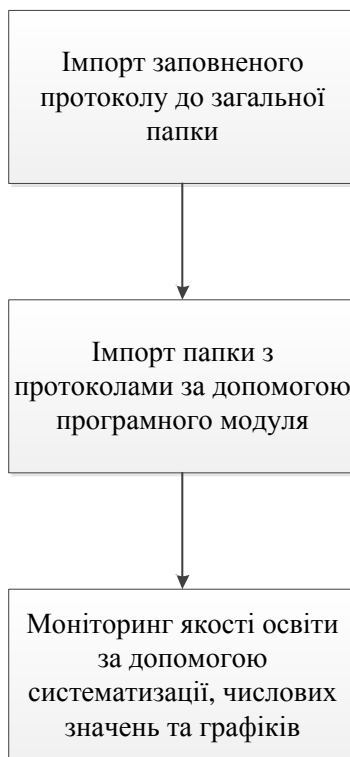 Імпорт заповненого
протоколу до загальної
папки
Імпорт папки з
протоколами за допомогою
програмного модуля
Моніторинг якості освіти
за допомогою
систематизації, числових
значень та графіків